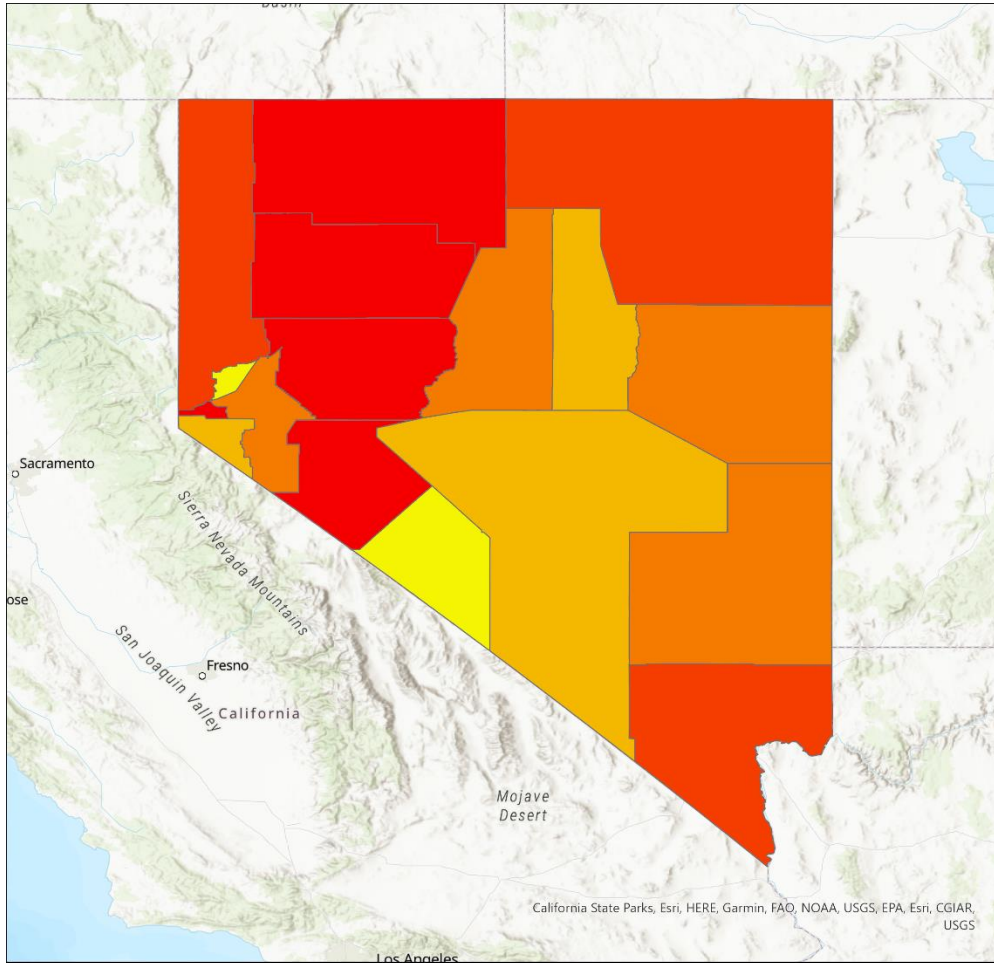 Basin
Sacramento
Sierra Nevada Mountains
ose
San Joaquin Valley
Fresno
California
Mojave
Desert
California State Parks, Esri, HERE, Garmin, FAO, NOAA, USGS, EPA, Esri, CGIAR,
USGS
Los Angeles